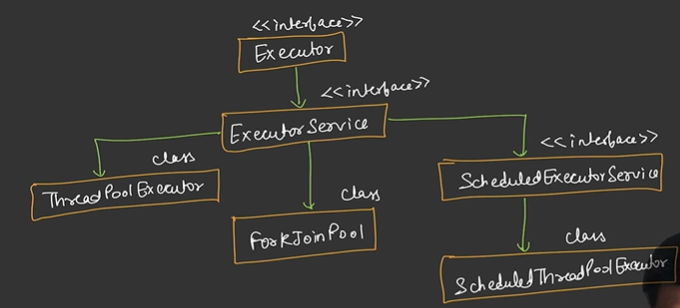 <<interface>>
Executor
<<interface>>
ExecutorService
class
ThreadPoolExecutor
class
ForkJoinPool
<<interface>>
ScheduledExecutorService
class
ScheduledThreadPoolExecutor